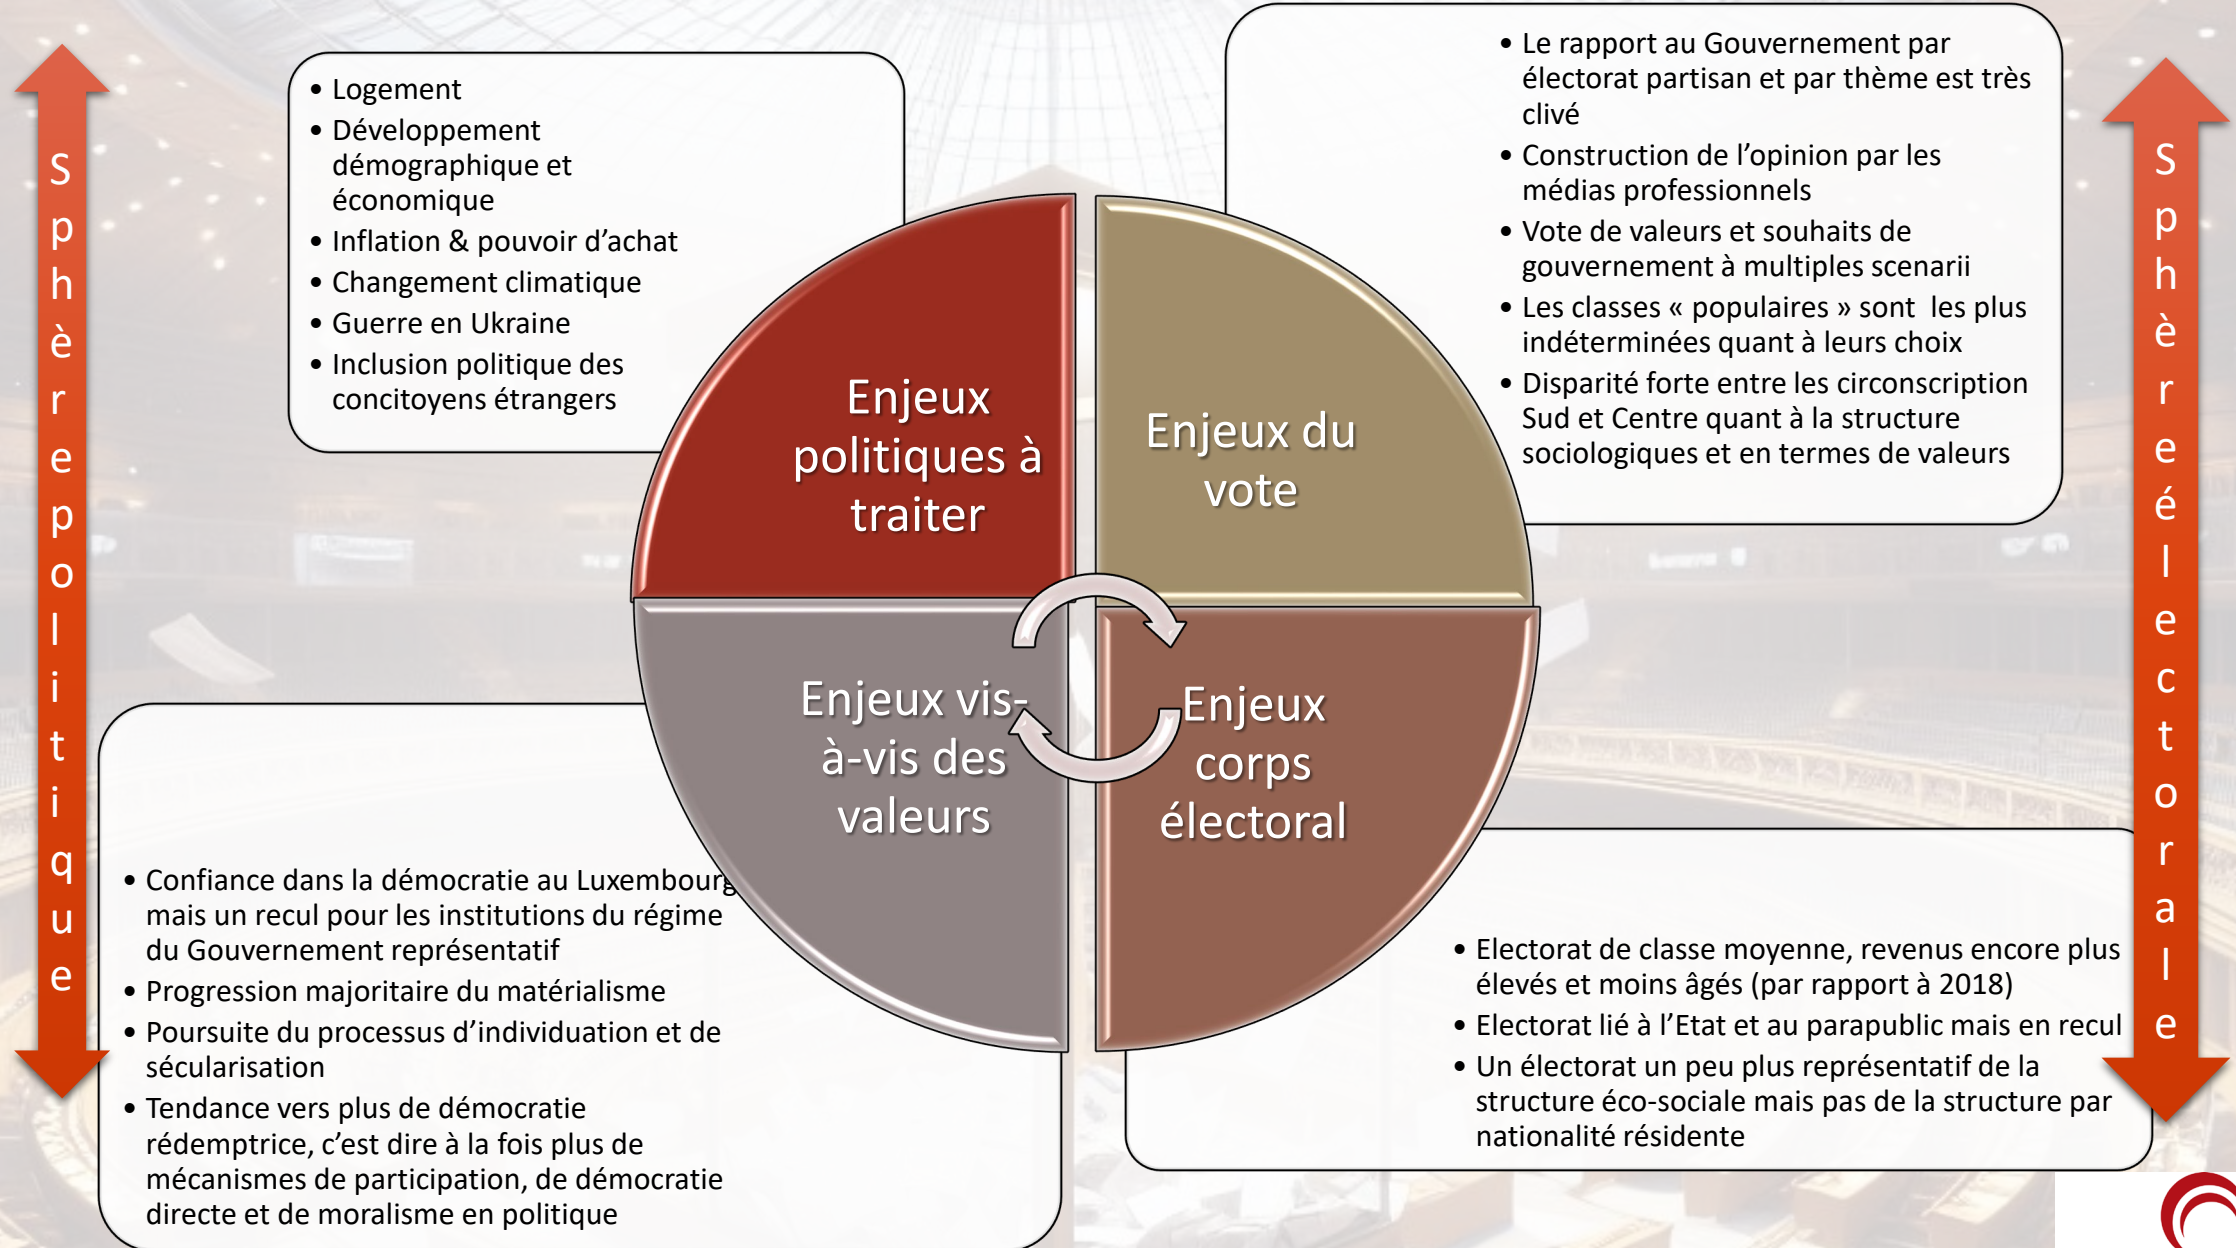 Sphère politique
• Logement
• Développement
démographique et
économique
• Inflation & pouvoir d’achat
• Changement climatique
• Guerre en Ukraine
• Inclusion politique des
concitoyens étrangers
• Le rapport au Gouvernement par
électorat partisan et par thème est très
clivé
• Construction de l’opinion par les
médias professionnels
• Vote de valeurs et souhaits de
gouvernement à multiples scenarii
• Les classes « populaires » sont  les plus
indéterminées quant à leurs choix
• Disparité forte entre les circonscription
Sud et Centre quant à la structure
sociologiques et en termes de valeurs
Sphère électorale
Enjeux
politiques à
traiter
Enjeux du
vote
Enjeux vis-
à-vis des
valeurs
Enjeux
corps
électoral
• Confiance dans la démocratie au Luxembourg
mais un recul pour les institutions du régime
du Gouvernement représentatif
• Progression majoritaire du matérialisme
• Poursuite du processus d’individuation et de
sécularisation
• Tendance vers plus de démocratie
rédemptrice, c’est dire à la fois plus de
mécanismes de participation, de démocratie
directe et de moralisme en politique
• Electorat de classe moyenne, revenus encore plus
élevés et moins âgés (par rapport à 2018)
• Electorat lié à l’Etat et au parapublic mais en recul
• Un électorat un peu plus représentatif de la
structure éco-sociale mais pas de la structure par
nationalité résidente